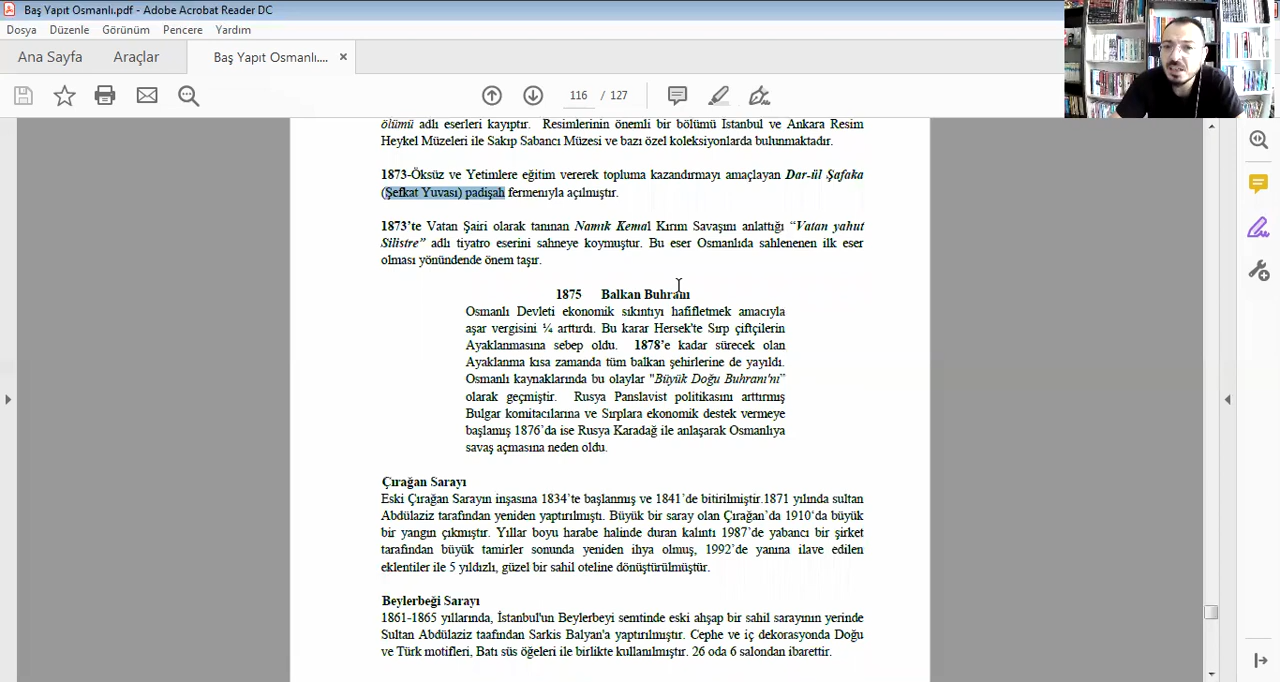 Baş Yapıt Osmanlı.pdf - Adobe Acrobat Reader DC
Dosya Düzenle Görünüm Pencere Yardım
Ana Sayfa Araçlar Baş Yapıt Osmanlı.... ×
116 / 127
ölümü adlı eserleri kayıptır. Resimlerinin önemli bir bölümü İstanbul ve Ankara Resim
Heykel Müzeleri ile Sakıp Sabancı Müzesi ve bazı özel koleksiyonlarda bulunmaktadır.
1873-Öksüz ve Yetimlere eğitim vererek topluma kazandırmayı amaçlayan Dar-ül Şafaka
(Şefkat Yuvası) padişah fermenıyla açılmıştır.
1873’te Vatan Şairi olarak tanınan Namık Kemal Kırım Savaşını anlattığı “Vatan yahut
Silistre” adlı tiyatro eserini sahneye koymuştur. Bu eser Osmanlıda sahlenenen ilk eser
olması yönündende önem taşır.
1875 Balkan Buhranı
Osmanlı Devleti ekonomik sıkıntıyı hafifletmek amacıyla
aşar vergisini ¼ arttırdı. Bu karar Hersek'te Sırp çiftçilerin
Ayaklanmasına sebep oldu. 1878’e kadar sürecek olan
Ayaklanma kısa zamanda tüm balkan şehirlerine de yayıldı.
Osmanlı kaynaklarında bu olaylar "Büyük Doğu Buhranı'nı”
olarak geçmiştir. Rusya Panslavist politikasını arttırmış
Bulgar komitacılarına ve Sırplara ekonomik destek vermeye
başlamış 1876’da ise Rusya Karadağ ile anlaşarak Osmanlıya
savaş açmasına neden oldu.
Çırağan Sarayı
Eski Çırağan Sarayın inşasına 1834’te başlanmış ve 1841’de bitirilmiştir.1871 yılında sultan
Abdülaziz tarafından yeniden yaptırılmıştı. Büyük bir saray olan Çırağan’da 1910‘da büyük
bir yangın çıkmıştır. Yıllar boyu harabe halinde duran kalıntı 1987’de yabancı bir şirket
tarafından büyük tamirler sonunda yeniden ihya olmuş, 1992’de yanına ilave edilen
eklentiler ile 5 yıldızlı, güzel bir sahil oteline dönüştürülmüştür.
Beylerbeği Sarayı
1861-1865 yıllarında, İstanbul'un Beylerbeyi semtinde eski ahşap bir sahil sarayının yerinde
Sultan Abdülaziz taafından Sarkis Balyan'a yaptırılmıştır. Cephe ve iç dekorasyonda Doğu
ve Türk motifleri, Batı süs öğeleri ile birlikte kullanılmıştır. 26 oda 6 salondan ibarettir.